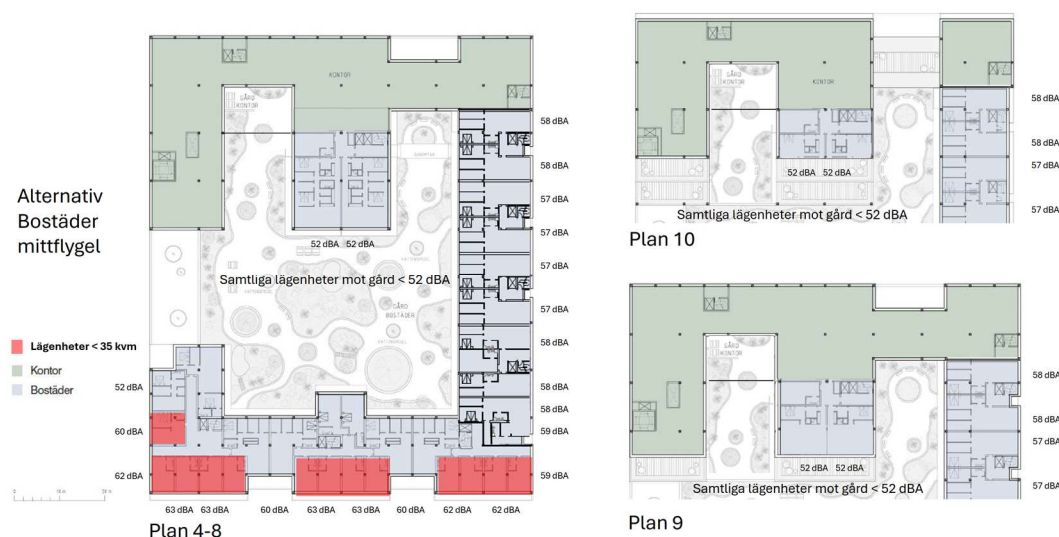 Alternativ
Bostäder
mittflygel
Lägenheter < 35 kvm
Kontor
Bostäder
KONTOR
GÅRD
KONTOR
58 dBA
58 dBA
57 dBA
57 dBA
57 dBA
57 dBA
58 dBA
58 dBA
59 dBA
59 dBA
52 dBA 52 dBA
Samtliga lägenheter mot gård < 52 dBA
GÅRD
BOSTÄDER
52 dBA
60 dBA
62 dBA
63 dBA 63 dBA 60 dBA 63 dBA 63 dBA 60 dBA 62 dBA 62 dBA
Plan 4-8
KONTOR
GÅRD
KONTOR
58 dBA
58 dBA
57 dBA
57 dBA
52 dBA 52 dBA
Samtliga lägenheter mot gård < 52 dBA
Plan 10
GÅRD
KONTOR
58 dBA
58 dBA
57 dBA
57 dBA
52 dBA 52 dBA
Samtliga lägenheter mot gård < 52 dBA
Plan 9